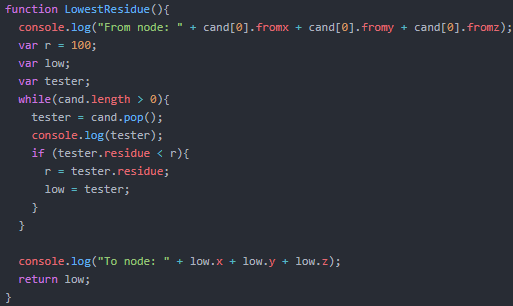 function LowestResidue(){
  console.log("From node: " + cand[0].fromx + cand[0].fromy + cand[0].fromz);
  var r = 100;
  var low;
  var tester;
  while(cand.length > 0){
    tester = cand.pop();
    console.log(tester);
    if (tester.residue < r){
      r = tester.residue;
      low = tester;
    }
  }

  console.log("To node: " + low.x + low.y + low.z);
  return low;
}